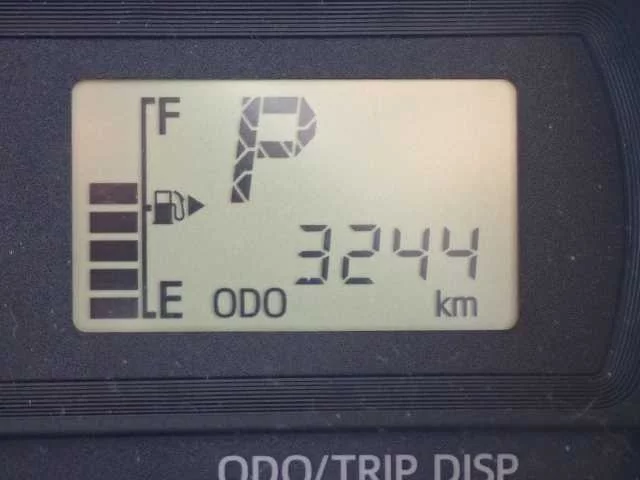 F
P
3244
E ODO km
ODO/TRIP DISP